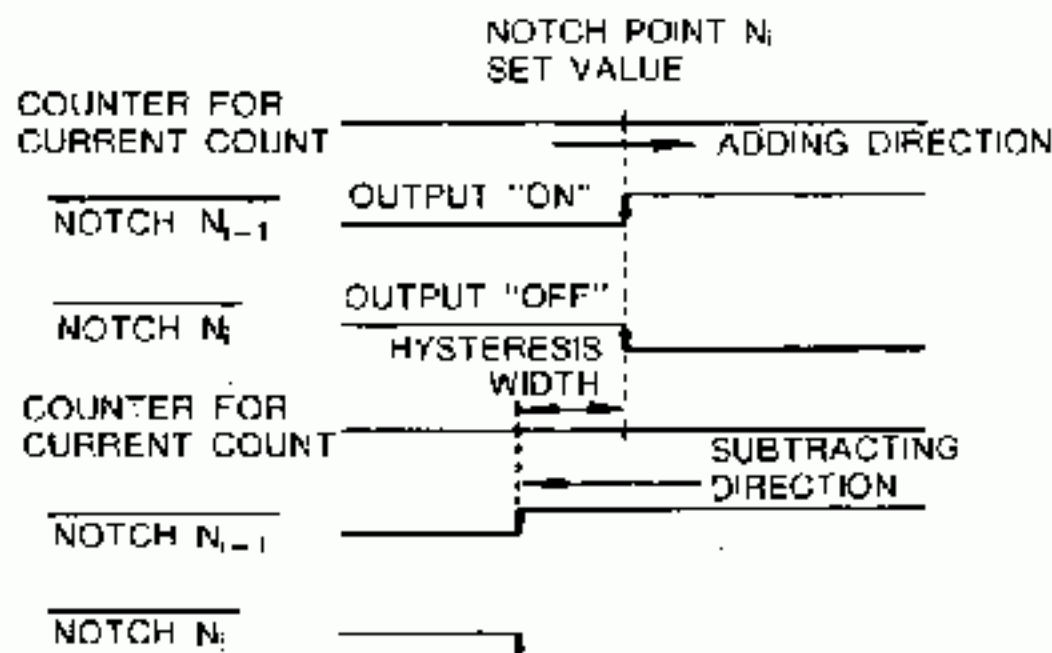 NOTCH POINT Nᵢ
SET VALUE
COUNTER FOR
CURRENT COUNT
ADDING DIRECTION
NOTCH Nᵢ₋₁
OUTPUT "ON"
NOTCH Nᵢ
OUTPUT "OFF"
HYSTERESIS
WIDTH
COUNTER FOR
CURRENT COUNT
SUBTRACTING
DIRECTION
NOTCH Nᵢ₋₁
NOTCH Nᵢ